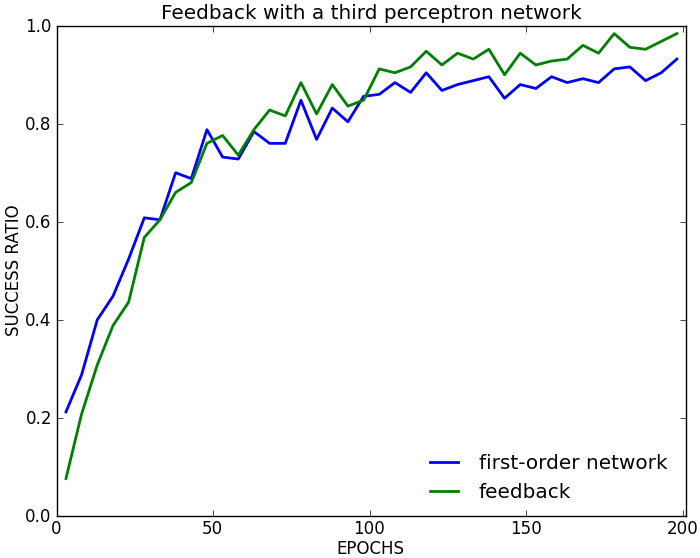 Feedback with a third perceptron network
1.0
0.8
0.6
0.4
0.2
0.0
SUCCESS RATIO
first-order network
feedback
0 50 100 150 200
EPOCHS